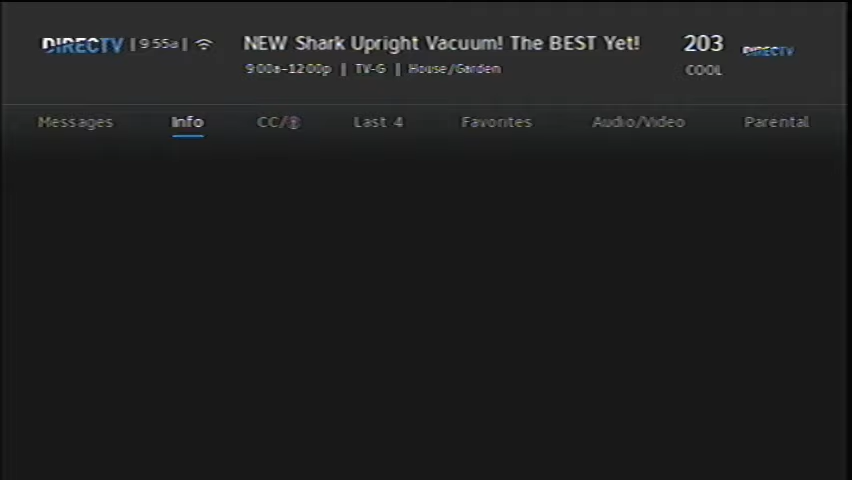 DIRECTV | 9:55a | NEW Shark Upright Vacuum! The BEST Yet! 203 DIRECTV
9:00a-12:00p | TV-G | House/Garden COOL
Messages Info CC/ Last 4 Favorites Audio/Video Parental